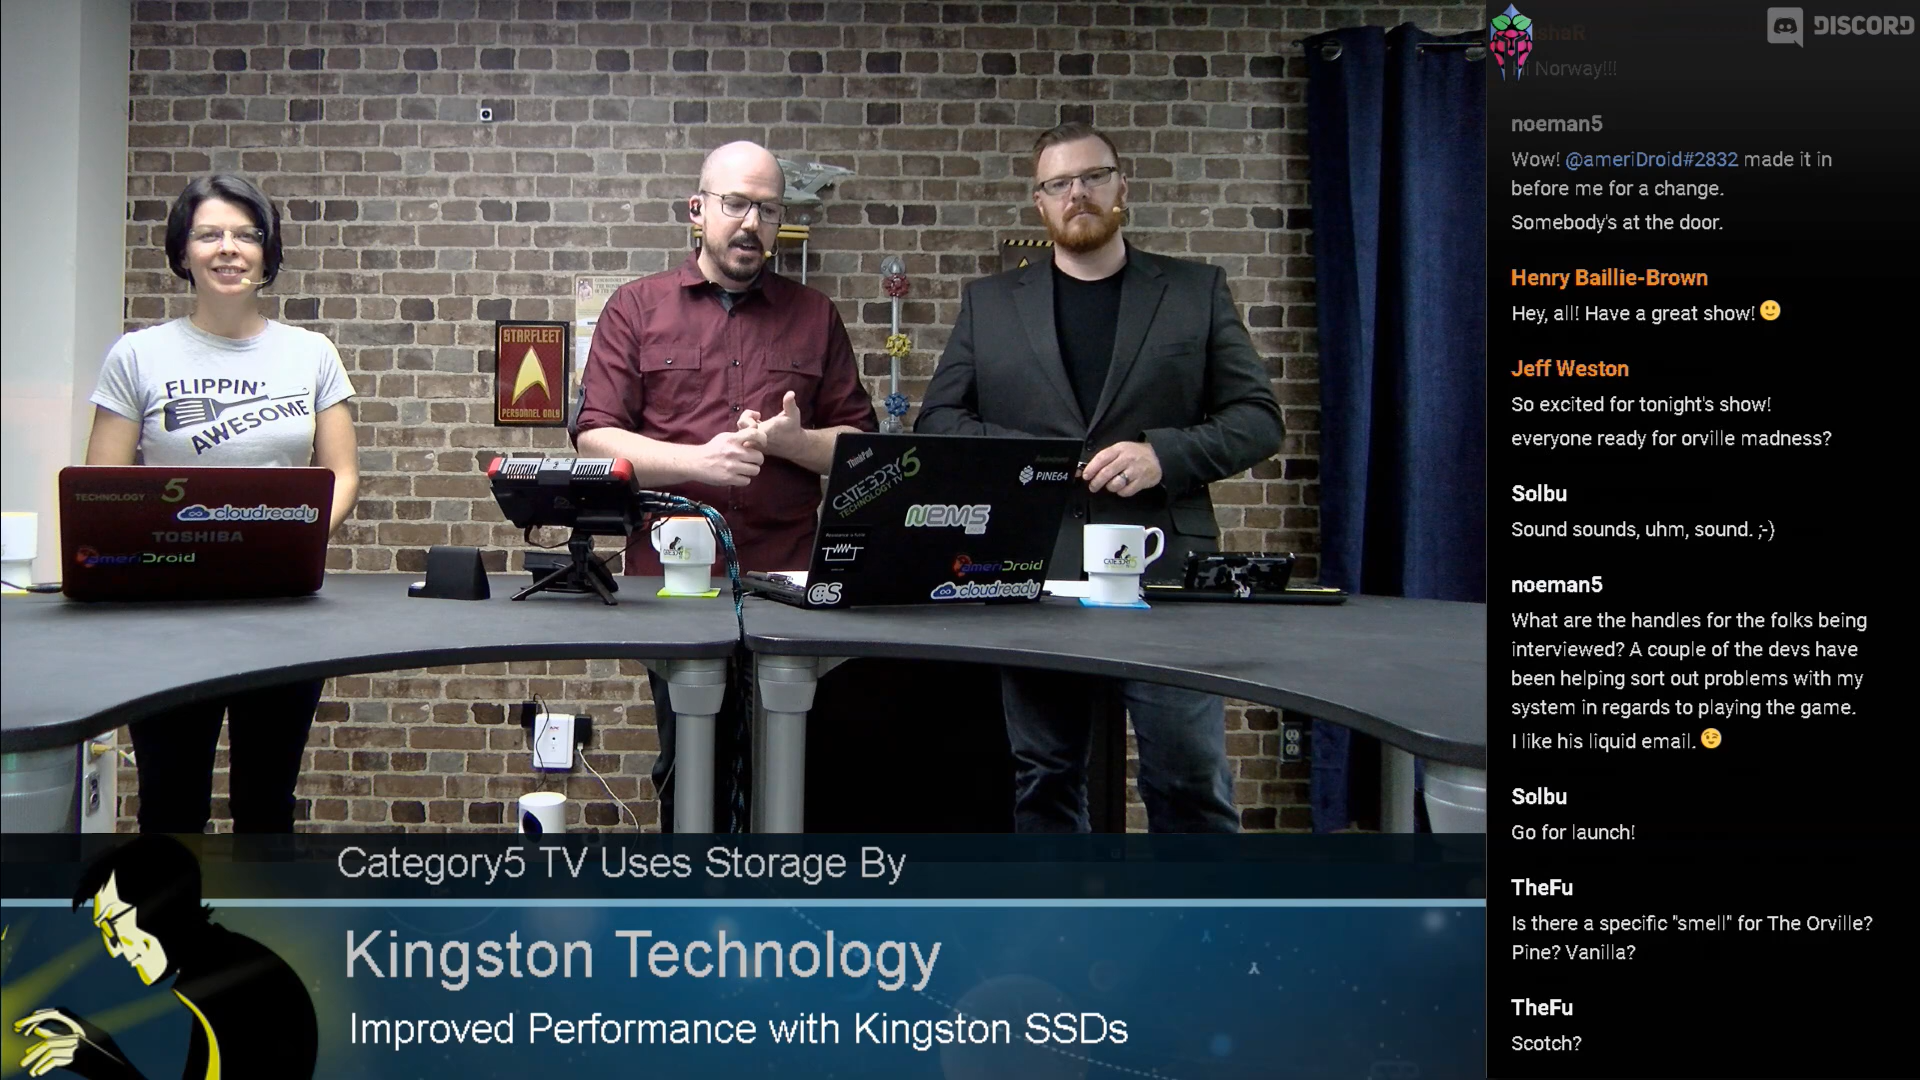 FLIPPIN'
AWESOME
STARFLEET
PERSONNEL ONLY
TECHNOLOGY 5
cloudready
TOSHIBA
ameriDroid
ThinkPad
CATEGORY 5
TECHNOLOGY TV
PINE64
NEMS
CS
ameriDroid
cloudready
Category5 TV Uses Storage By
Kingston Technology
Improved Performance with Kingston SSDs
DISCORD
shaR
Hi Norway!!!
noeman5
Wow! @ameriDroid#2832 made it in
before me for a change.
Somebody's at the door.
Henry Baillie-Brown
Hey, all! Have a great show! 🙂
Jeff Weston
So excited for tonight's show!
everyone ready for orville madness?
Solbu
Sound sounds, uhm, sound. ;-)
noeman5
What are the handles for the folks being
interviewed? A couple of the devs have
been helping sort out problems with my
system in regards to playing the game.
I like his liquid email. 😉
Solbu
Go for launch!
TheFu
Is there a specific "smell" for The Orville?
Pine? Vanilla?
TheFu
Scotch?